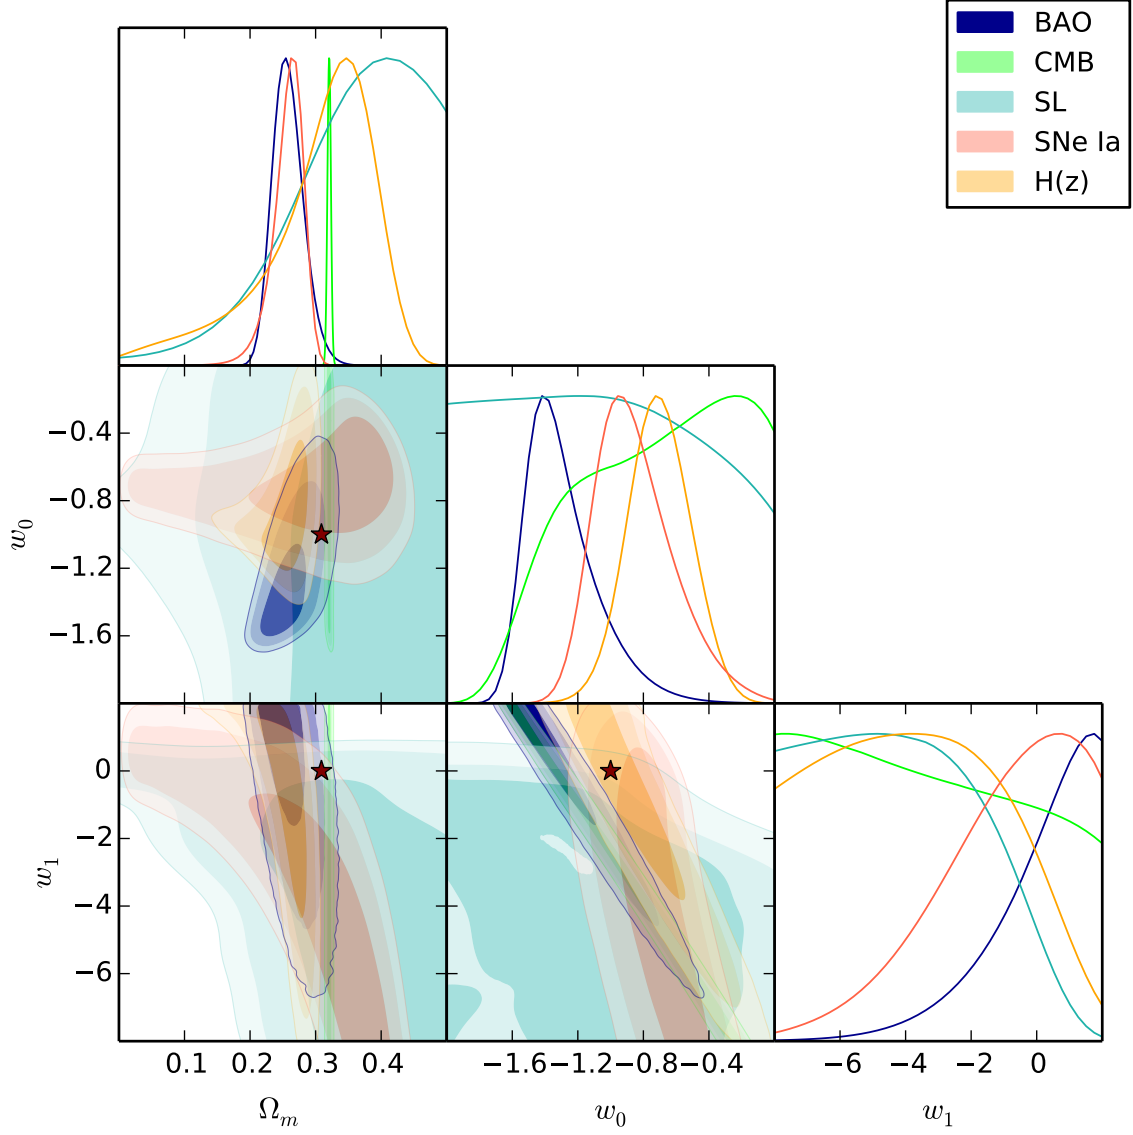 BAO
CMB
SL
SNe Ia
H(z)
−0.4
−0.8
−1.2
−1.6
w₀
0
−2
−4
−6
w₁
0.1 0.2 0.3 0.4 −1.6 −1.2 −0.8 −0.4 −6 −4 −2 0
Ωₘ w₀ w₁